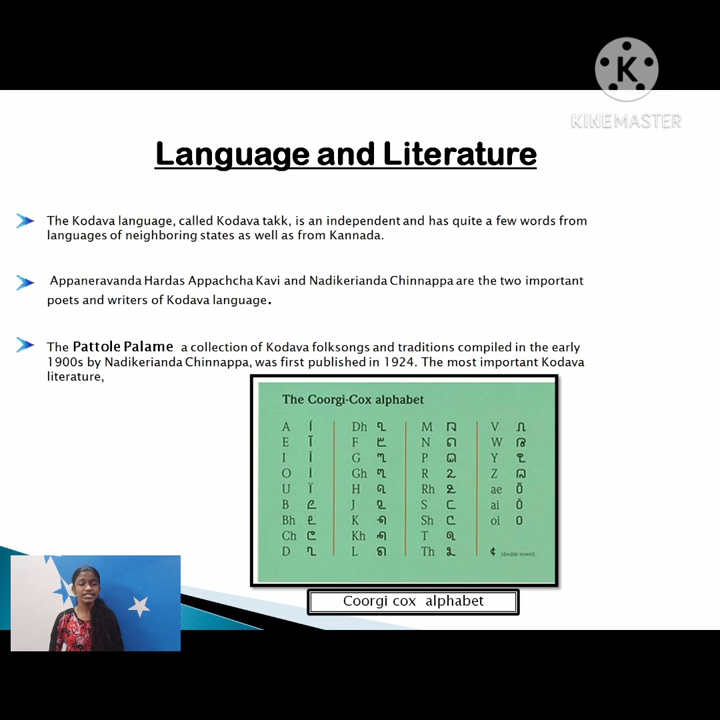 K
KINEMASTER
Language and Literature
The Kodava language, called Kodava takk, is an independent and has quite a few words from
languages of neighboring states as well as from Kannada.
Appaneravanda Hardas Appachcha Kavi and Nadikerianda Chinnappa are the two important
poets and writers of Kodava language.
The Pattole Palame a collection of Kodava folksongs and traditions compiled in the early
1900s by Nadikerianda Chinnappa, was first published in 1924. The most important Kodava
literature,
The Coorgi-Cox alphabet
A Dh M V
E F N W
I G P Y
O Gh R Z
U H Rh ae
B J S ai
Bh K Sh oi
Ch Kh T
D L Th (double vowel)
Coorgi cox alphabet